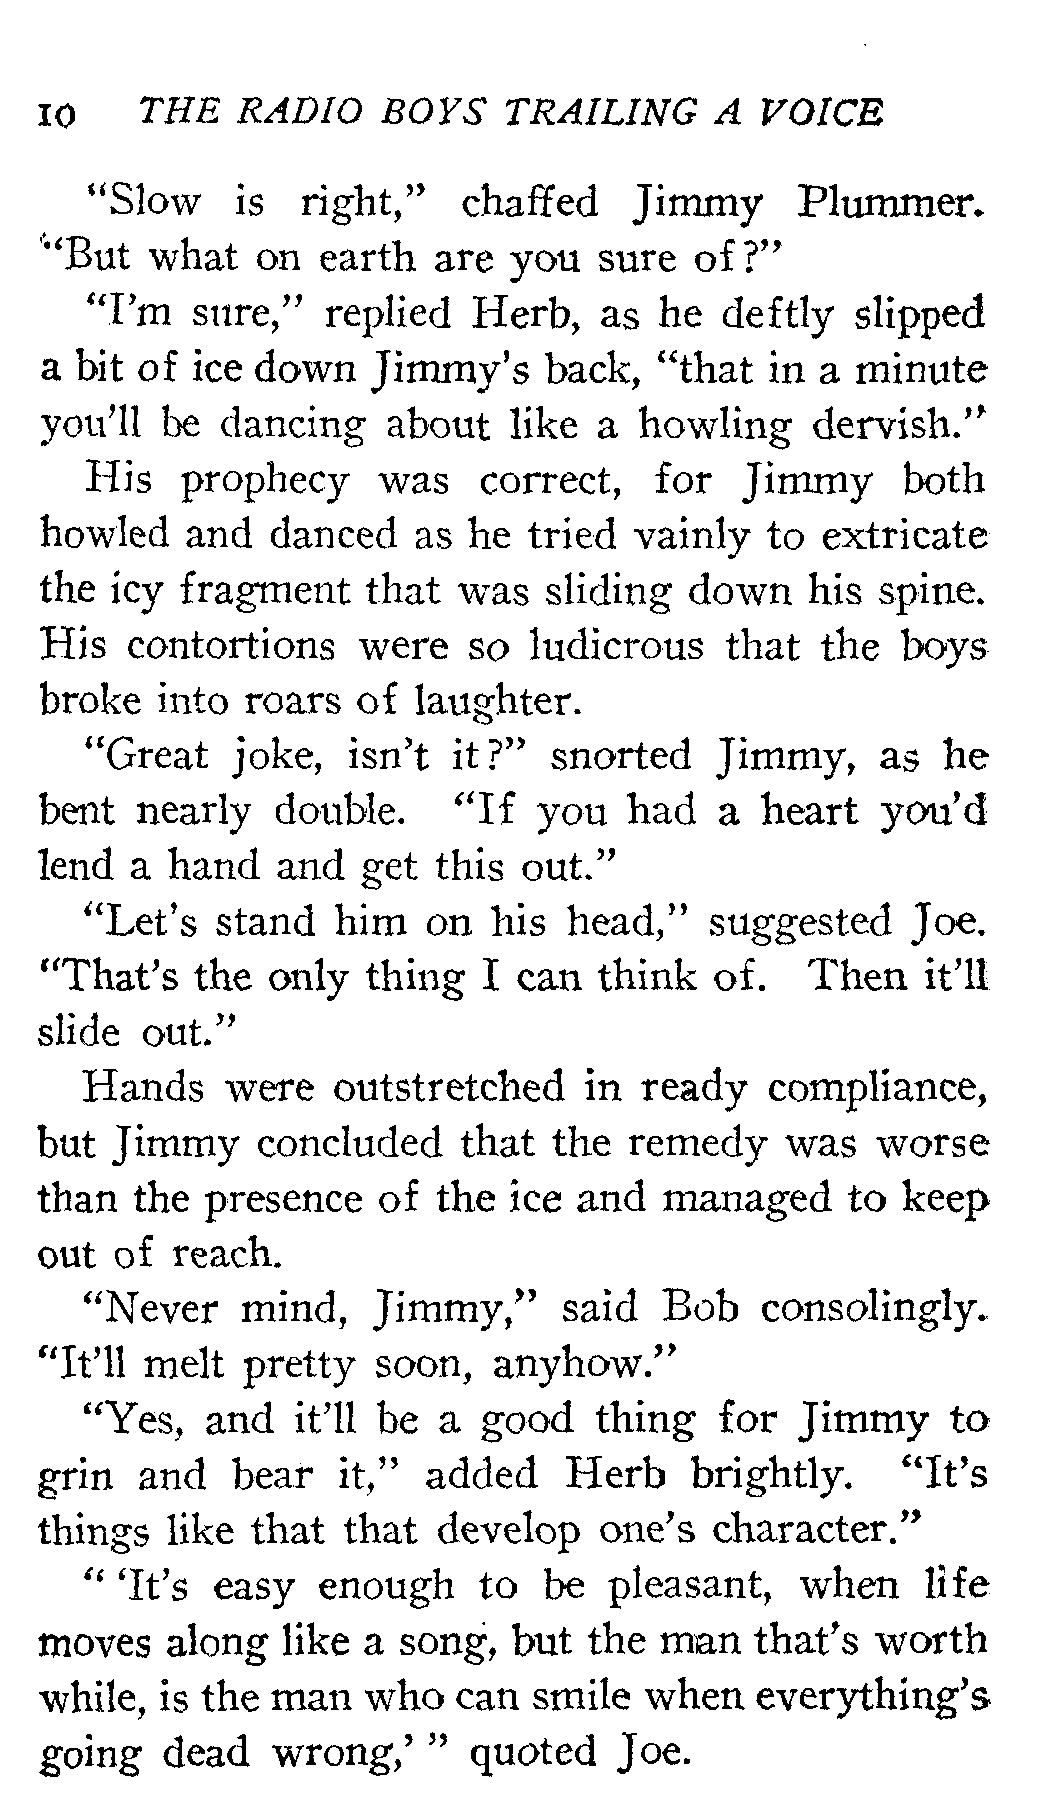 10 THE RADIO BOYS TRAILING A VOICE
“Slow is right,” chaffed Jimmy Plummer.
“But what on earth are you sure of?”
“I’m sure,” replied Herb, as he deftly slipped
a bit of ice down Jimmy’s back, “that in a minute
you’ll be dancing about like a howling dervish.”
His prophecy was correct, for Jimmy both
howled and danced as he tried vainly to extricate
the icy fragment that was sliding down his spine.
His contortions were so ludicrous that the boys
broke into roars of laughter.
“Great joke, isn’t it?” snorted Jimmy, as he
bent nearly double. “If you had a heart you’d
lend a hand and get this out.”
“Let’s stand him on his head,” suggested Joe.
“That’s the only thing I can think of. Then it’ll
slide out.”
Hands were outstretched in ready compliance,
but Jimmy concluded that the remedy was worse
than the presence of the ice and managed to keep
out of reach.
“Never mind, Jimmy,” said Bob consolingly.
“It’ll melt pretty soon, anyhow.”
“Yes, and it’ll be a good thing for Jimmy to
grin and bear it,” added Herb brightly. “It’s
things like that that develop one’s character.”
“ ‘It’s easy enough to be pleasant, when life
moves along like a song, but the man that’s worth
while, is the man who can smile when everything’s
going dead wrong,’ ” quoted Joe.